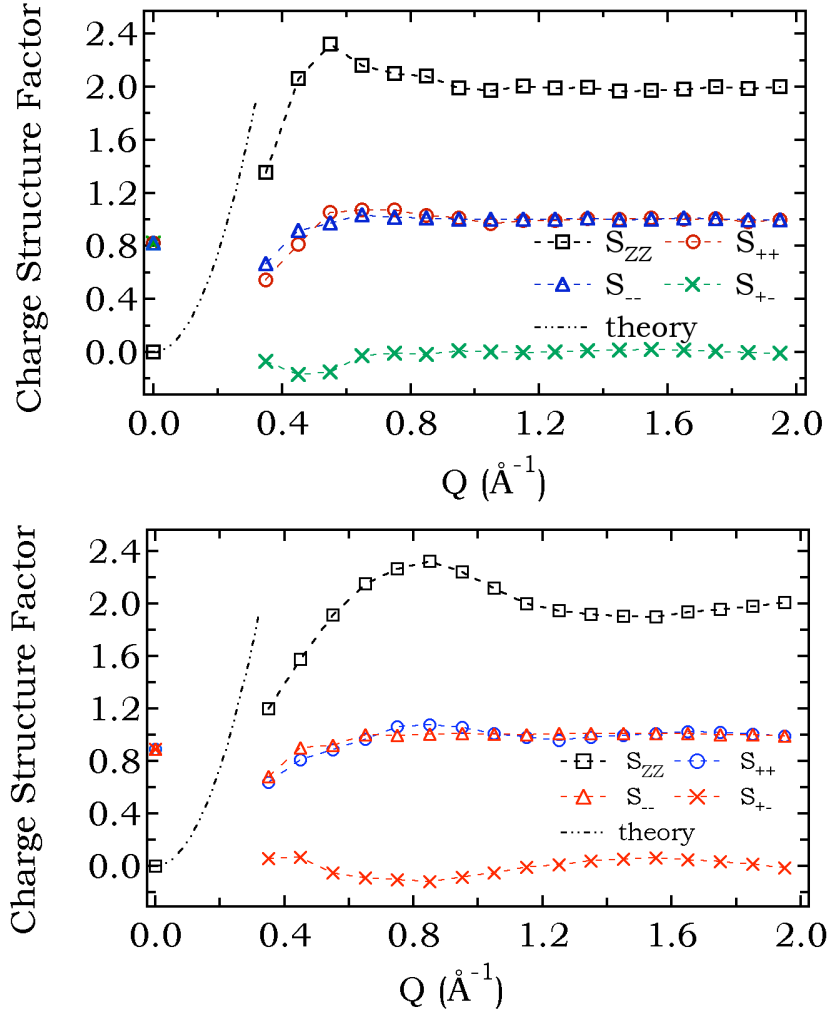 Charge Structure Factor
2.4
2.0
1.6
1.2
0.8
0.4
0.0
S_ZZ S_++
S_-- S_+-
theory
0.0 0.4 0.8 1.2 1.6 2.0
Q (Å⁻¹)
Charge Structure Factor
2.4
2.0
1.6
1.2
0.8
0.4
0.0
S_ZZ S_++
S_-- S_+-
theory
0.0 0.4 0.8 1.2 1.6 2.0
Q (Å⁻¹)